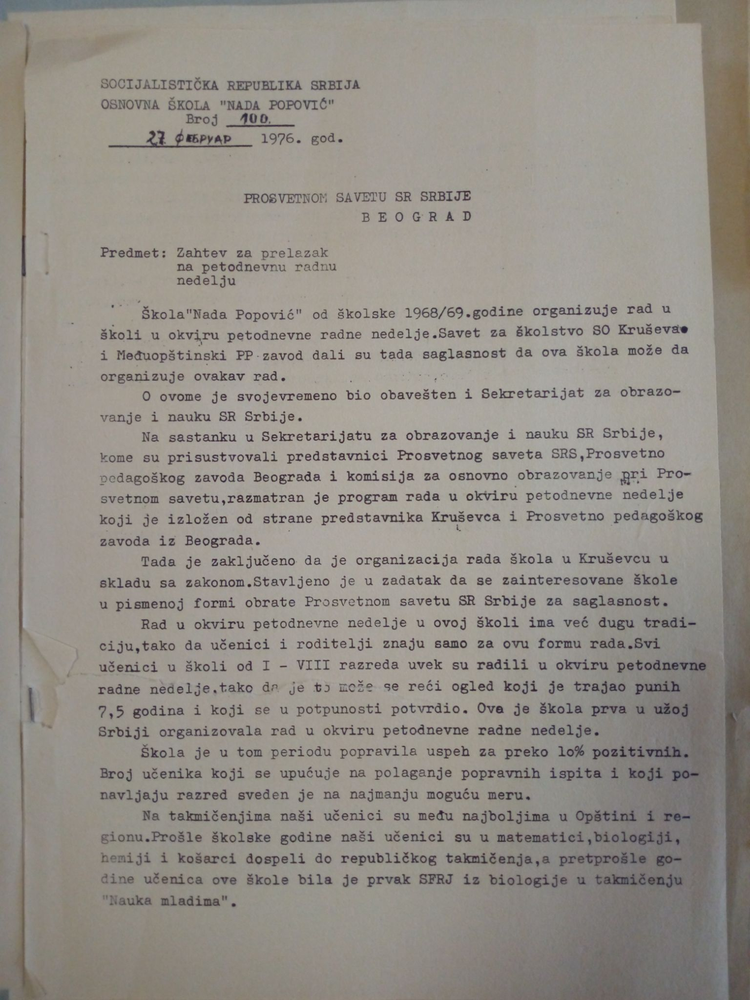 SOCIJALISTIČKA REPUBLIKA SRBIJA
OSNOVNA ŠKOLA "NADA POPOVIĆ"
Broj 100.
27. ФЕБРУАР 1976. god.
PROSVETNOM SAVETU SR SRBIJE
B E O G R A D
Predmet: Zahtev za prelazak
na petodnevnu radnu
nedelju
Škola"Nada Popović" od školske 1968/69.godine organizuje rad u
školi u okviru petodnevne radne nedelje.Savet za školstvo SO Kruševac
i Međuopštinski PP zavod dali su tada saglasnost da ova škola može da
organizuje ovakav rad.
O ovome je svojevremeno bio obavešten i Sekretarijat za obrazo-
vanje i nauku SR Srbije.
Na sastanku u Sekretarijatu za obrazovanje i nauku SR Srbije,
kome su prisustvovali predstavnici Prosvetnog saveta SRS,Prosvetno
pedagoškog zavoda Beograda i komisija za osnovno obrazovanje pri Pro-
svetnom savetu,razmatran je program rada u okviru petodnevne nedelje
koji je izložen od strane predstavnika Kruševca i Prosvetno pedagoškog
zavoda iz Beograda.
Tada je zaključeno da je organizacija rada škola u Kruševcu u
skladu sa zakonom.Stavljeno je u zadatak da se zainteresovane škole
u pismenoj formi obrate Prosvetnom savetu SR Srbije za saglasnost.
Rad u okviru petodnevne nedelje u ovoj školi ima već dugu tradi-
ciju,tako da učenici i roditelji znaju samo za ovu formu rada.Svi
učenici u školi od I - VIII razreda uvek su radili u okviru petodnevne
radne nedelje,tako da je to može se reći ogled koji je trajao punih
7,5 godina i koji se u potpunosti potvrdio. Ova je škola prva u užoj
Srbiji organizovala rad u okviru petodnevne radne nedelje.
Škola je u tom periodu popravila uspeh za preko lo% pozitivnih.
Broj učenika koji se upućuje na polaganje popravnih ispita i koji po-
navljaju razred sveden je na najmanju moguću meru.
Na takmičenjima naši učenici su među najboljima u Opštini i re-
gionu.Prošle školske godine naši učenici su u matematici,biologiji,
hemiji i košarci dospeli do republičkog takmičenja,a pretprošle go-
dine učenica ove škole bila je prvak SFRJ iz biologije u takmičenju
"Nauka mladima".